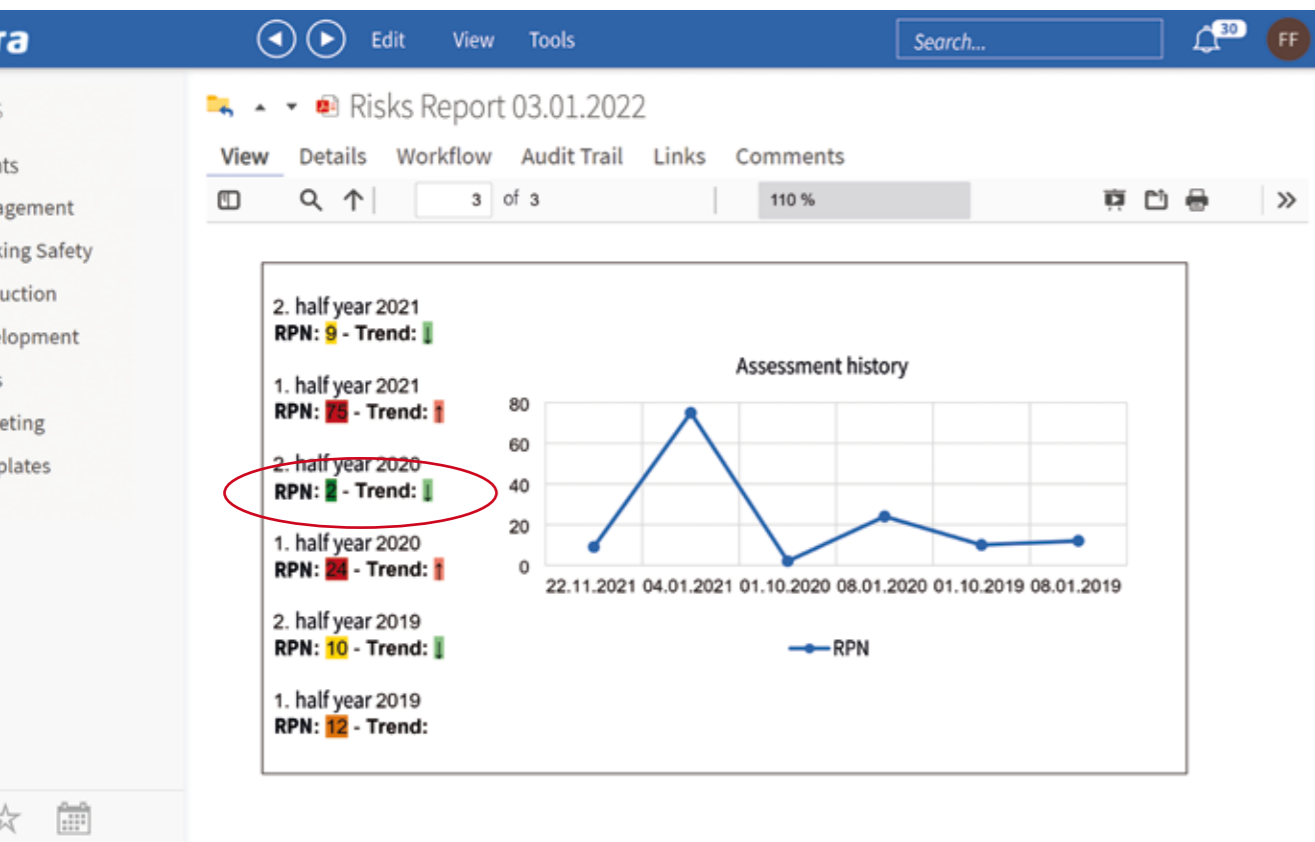 ra
Edit View Tools Search... 30 FF
Risks Report 03.01.2022
View Details Workflow Audit Trail Links Comments
3 of 3 110 %
nts
agement
king Safety
uction
elopment
s
eting
plates
2. half year 2021
RPN: 9 - Trend: ↓
1. half year 2021
RPN: 75 - Trend: ↑
2. half year 2020
RPN: 2 - Trend: ↓
1. half year 2020
RPN: 24 - Trend: ↑
2. half year 2019
RPN: 10 - Trend: ↓
1. half year 2019
RPN: 12 - Trend:
Assessment history
80
60
40
20
0
22.11.2021 04.01.2021 01.10.2020 08.01.2020 01.10.2019 08.01.2019
RPN